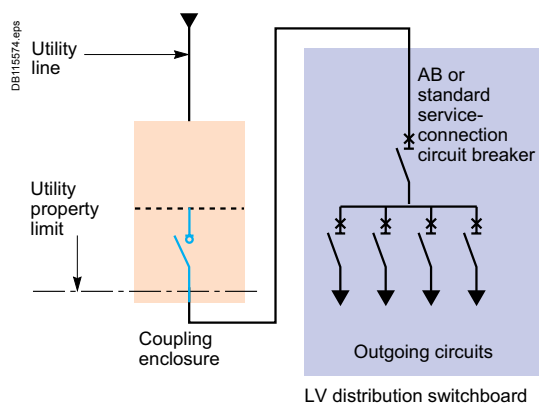 DB115574.eps
Utility
line
AB or
standard
service-
connection
circuit breaker
Utility
property
limit
Coupling
enclosure
Outgoing circuits
LV distribution switchboard